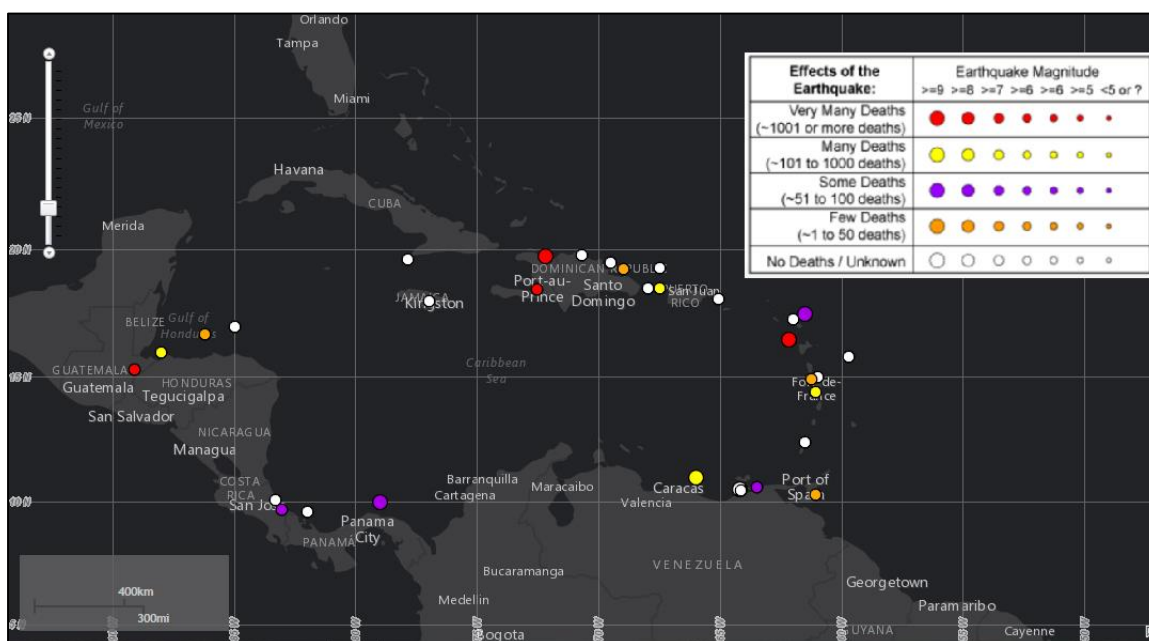 Orlando
Tampa
Miami
Gulf of
Mexico
Havana
CUBA
Merida
Effects of the
Earthquake:
Earthquake Magnitude
>=9 >=8 >=7 >=6 >=6 >=5 <5 or ?
Very Many Deaths
(~1001 or more deaths)
Many Deaths
(~101 to 1000 deaths)
Some Deaths
(~51 to 100 deaths)
Few Deaths
(~1 to 50 deaths)
No Deaths / Unknown
DOMINICAN REPUBLIC
Port-au-
Prince
Santo
Domingo
San Juan
PUERTO
RICO
JAMAICA
Kingston
BELIZE
Gulf of
Honduras
GUATEMALA
Guatemala
HONDURAS
Tegucigalpa
San Salvador
NICARAGUA
Managua
Caribbean
Sea
Fort-de-
France
COSTA
RICA
San José
PANAMÁ
Panama
City
Barranquilla
Cartagena
Maracaibo
Caracas
Valencia
Port of
Spain
VENEZUELA
Bucaramanga
Medellin
Bogota
Georgetown
Paramaribo
GUYANA
Cayenne
400km
300mi